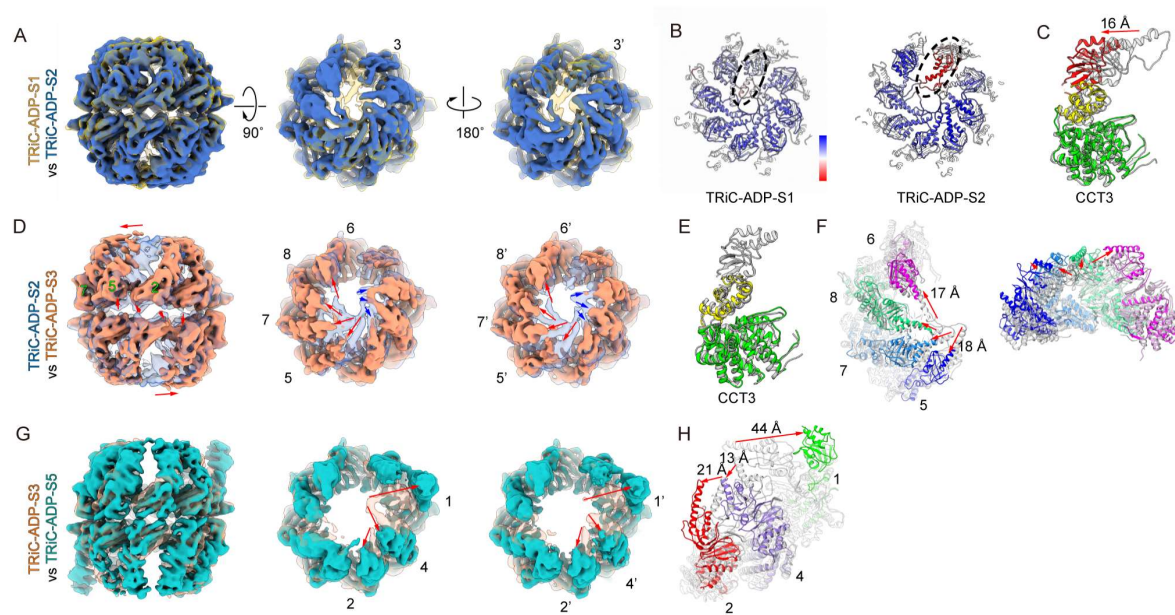 A
TRiC-ADP-S1
vs TRiC-ADP-S2
90°
3
180°
3'
B
TRiC-ADP-S1
TRiC-ADP-S2
C
16 Å
CCT3
D
TRiC-ADP-S2
vs TRiC-ADP-S3
5
6
8
7
5
6'
8'
7'
5'
E
CCT3
F
6
8
7
5
17 Å
18 Å
G
TRiC-ADP-S3
vs TRiC-ADP-S5
1
4
2
1'
4'
2'
H
44 Å
13 Å
21 Å
1
4
2